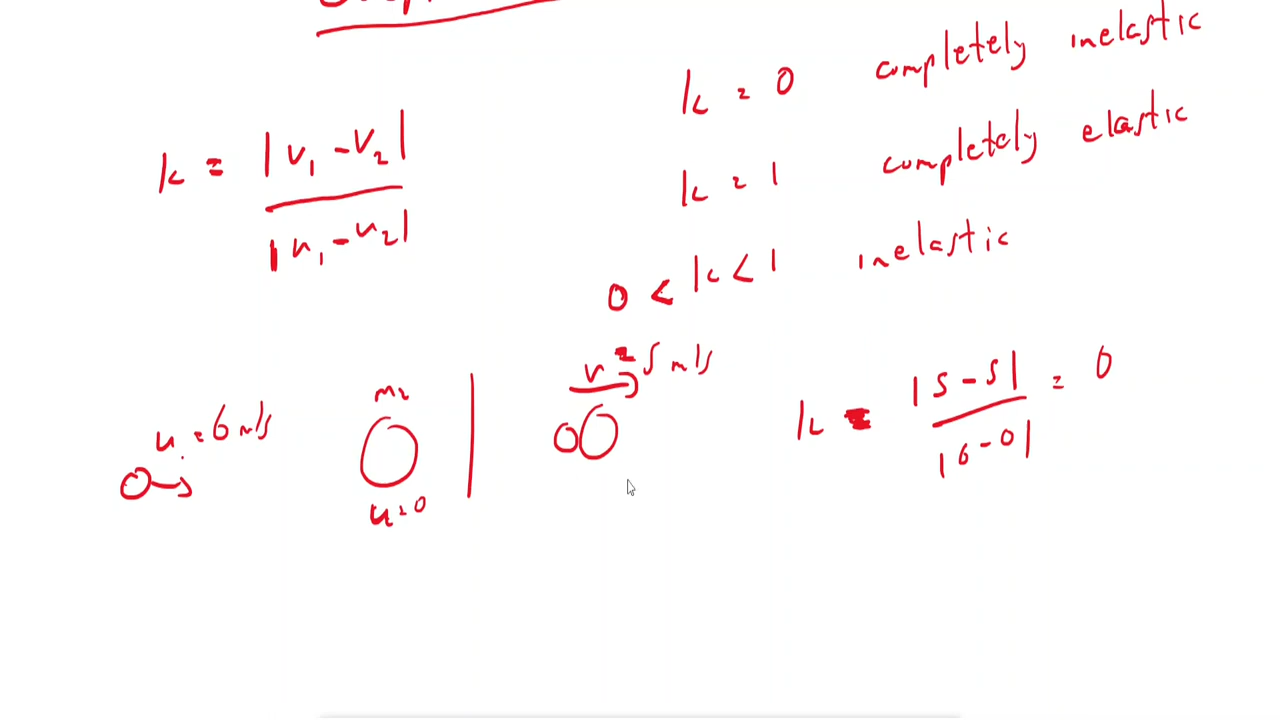 k = 0 completely inelastic
k = |v₁ - v₂| / |u₁ - u₂|
k = 1 completely elastic
0 < k < 1 inelastic
u = 6 m/s
m₂
u = 0
v = 5 m/s
k = |5 - 5| / |6 - 0| = 0